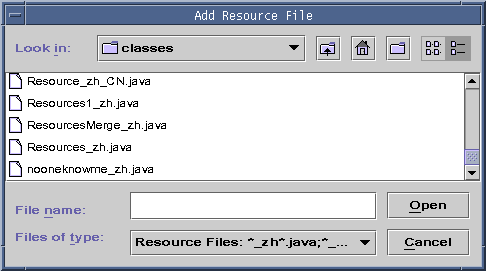 Add Resource File
Look in: classes
Resource_zh_CN.java
Resources1_zh.java
ResourcesMerge_zh.java
Resources_zh.java
nooneknowme_zh.java
File name:
Open
Files of type: Resource Files: *_zh*.java;*_...
Cancel